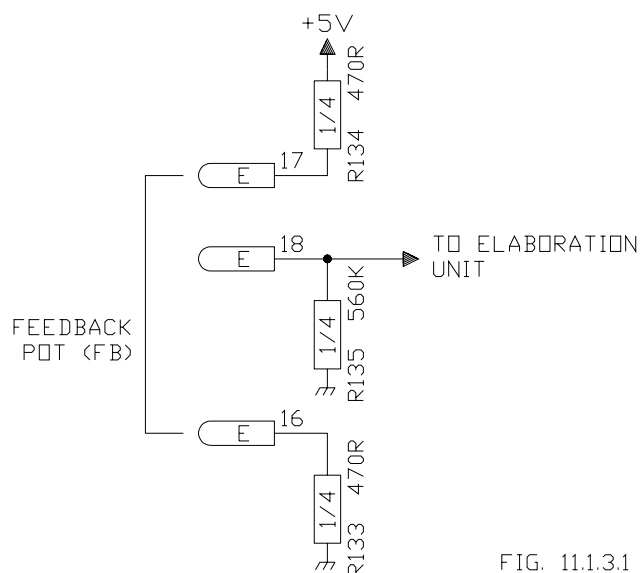 +5V
470R
1/4
R134
17
E
18
E
TO ELABORATION
UNIT
560K
1/4
R135
FEEDBACK
POT (FB)
16
E
470R
1/4
R133
FIG. 11.1.3.1